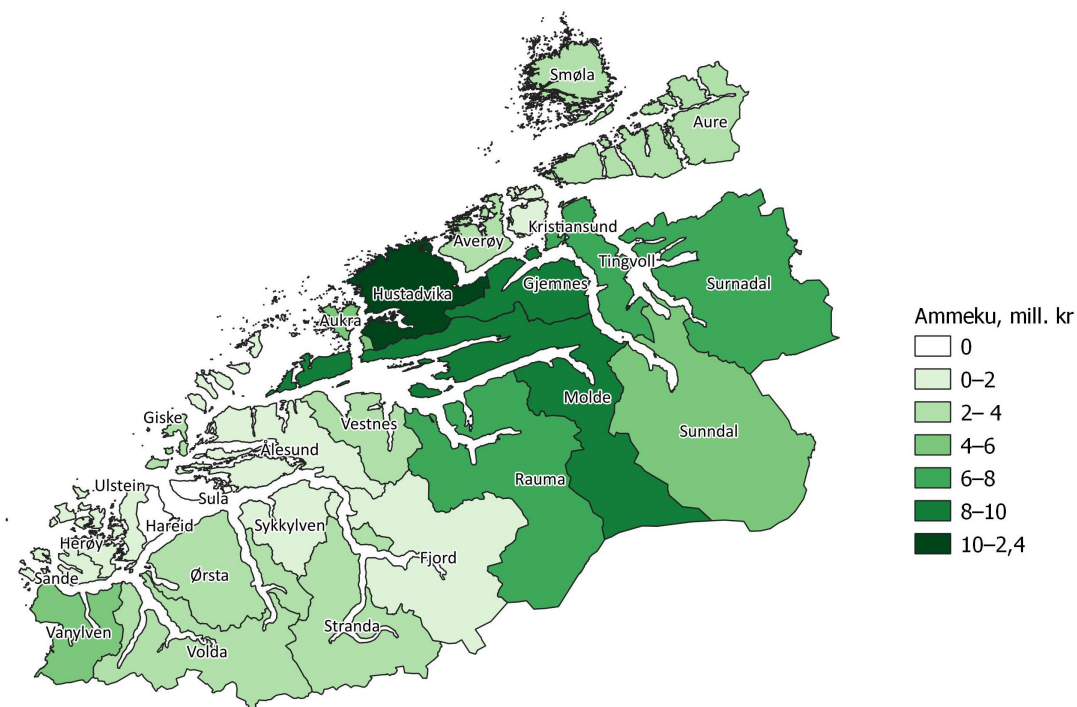 Smøla
Aure
Kristiansund
Averøy
Tingvoll
Gjemnes
Surnadal
Hustadvika
Aukra
Molde
Giske
Vestnes
Sunndal
Ålesund
Rauma
Ulstein
Sula
Hareid
Sykkylven
Herøy
Fjord
Sande
Ørsta
Stranda
Vanylven
Volda
Ammeku, mill. kr
0
0–2
2– 4
4–6
6–8
8–10
10–2,4